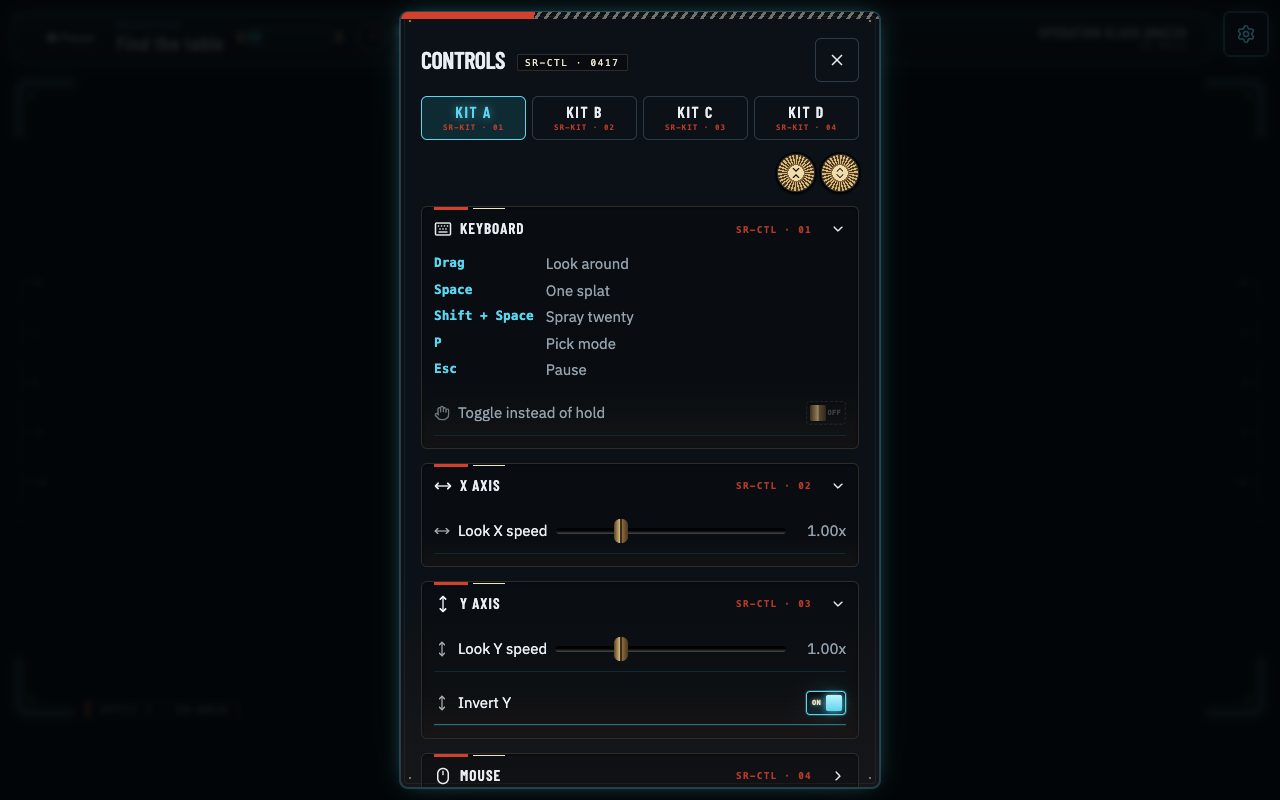 CONTROLS SR-CTL · 0417
KIT A KIT B KIT C KIT D
SR-KIT · 01 SR-KIT · 02 SR-KIT · 03 SR-KIT · 04
KEYBOARD SR-CTL · 01
Drag Look around
Space One splat
Shift + Space Spray twenty
P Pick mode
Esc Pause
Toggle instead of hold OFF
X AXIS SR-CTL · 02
Look X speed 1.00x
Y AXIS SR-CTL · 03
Look Y speed 1.00x
Invert Y ON
MOUSE SR-CTL · 04